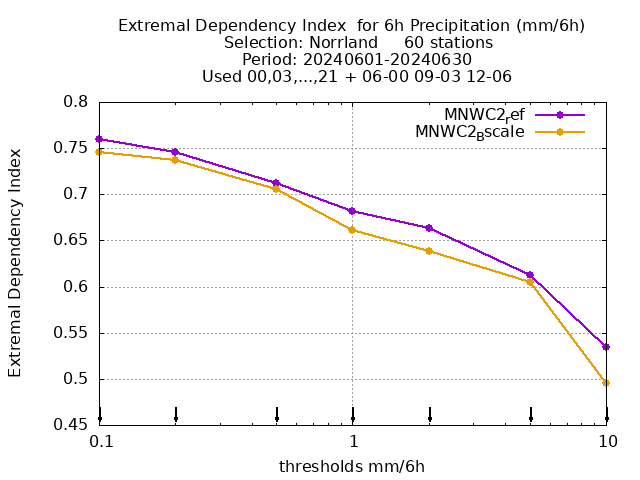 Extremal Dependency Index  for 6h Precipitation (mm/6h)
Selection: Norrland     60 stations
Period: 20240601-20240630
Used 00,03,...,21 + 06-00 09-03 12-06
MNWC2ref
MNWC2Bscale
0.8
0.75
0.7
0.65
0.6
0.55
0.5
0.45
Extremal Dependency Index
0.1
1
10
thresholds mm/6h